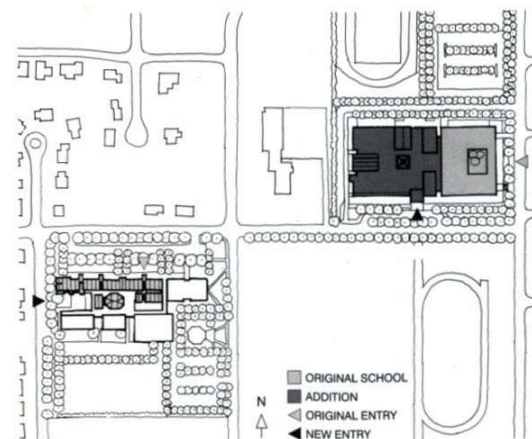 ORIGINAL SCHOOL
ADDITION
ORIGINAL ENTRY
NEW ENTRY
N